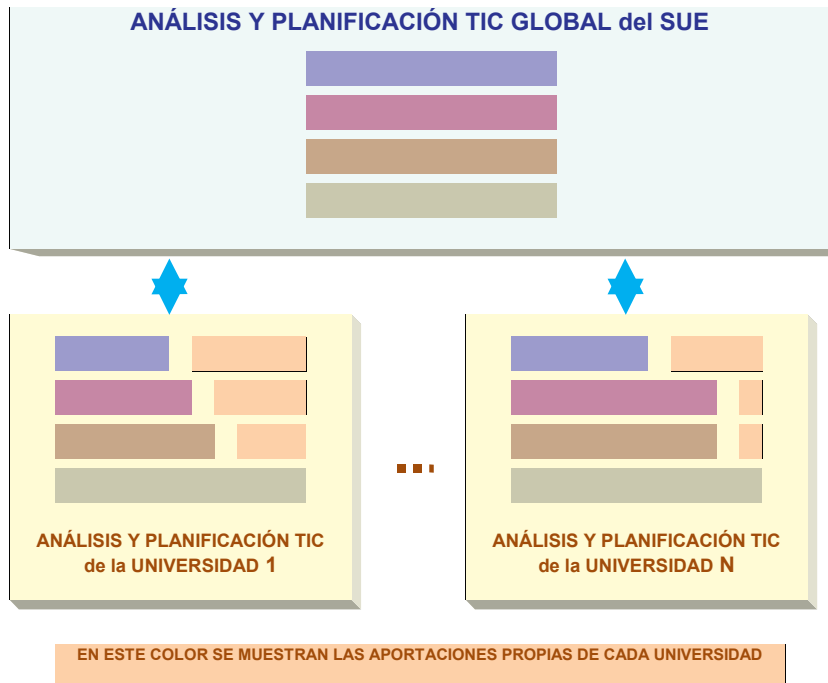 ANÁLISIS Y PLANIFICACIÓN TIC GLOBAL del SUE
ANÁLISIS Y PLANIFICACIÓN TIC
de la UNIVERSIDAD 1
...
ANÁLISIS Y PLANIFICACIÓN TIC
de la UNIVERSIDAD N
EN ESTE COLOR SE MUESTRAN LAS APORTACIONES PROPIAS DE CADA UNIVERSIDAD